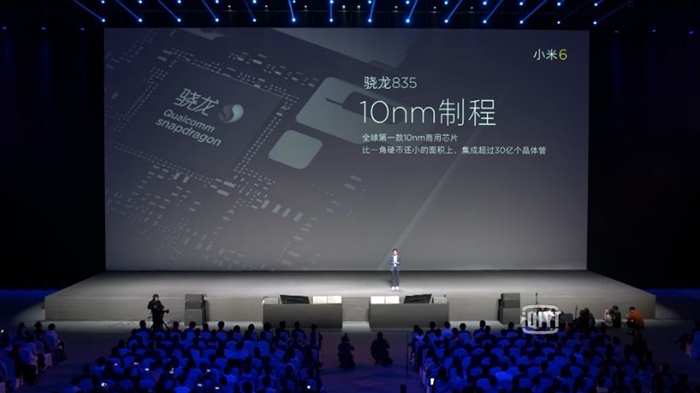 小米6
骁龙835
10nm制程
全球第一款10nm商用芯片
比一角硬币还小的面积上，集成超过30亿个晶体管
骁龙
Qualcomm
snapdragon
QIYI